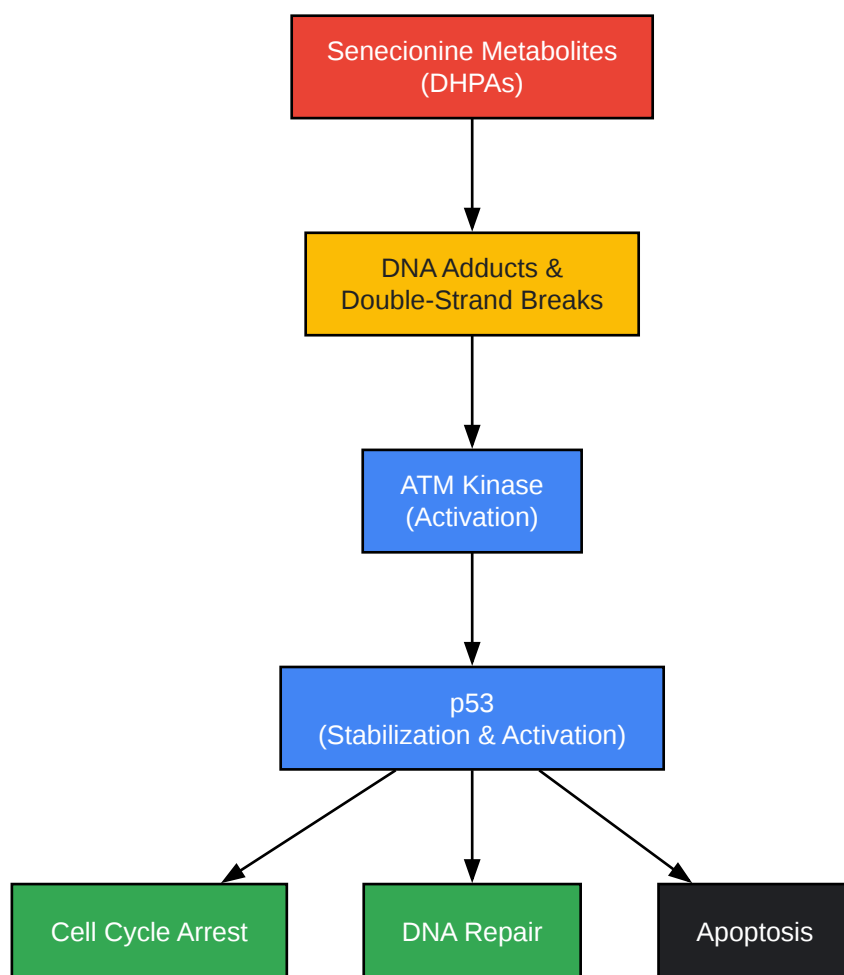 Senecionine Metabolites
(DHPAs)
DNA Adducts &
Double-Strand Breaks
ATM Kinase
(Activation)
p53
(Stabilization & Activation)
Cell Cycle Arrest
DNA Repair
Apoptosis